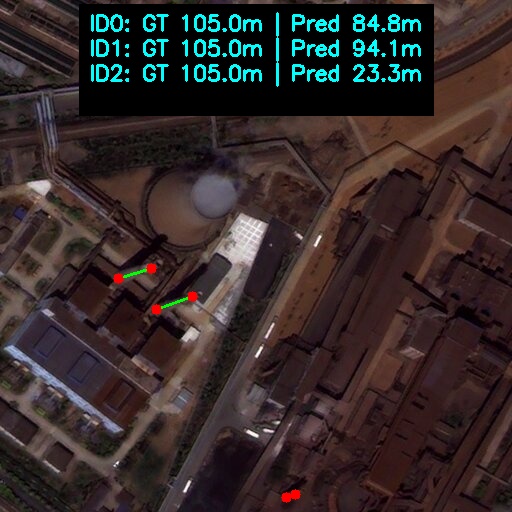 ID0: GT 105.0m | Pred 84.8m
ID1: GT 105.0m | Pred 94.1m
ID2: GT 105.0m | Pred 23.3m